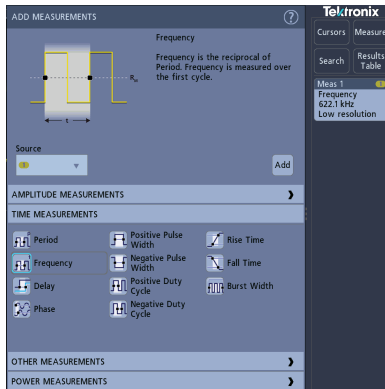 ADD MEASUREMENTS
?
Tektronix
Frequency
Frequency is the reciprocal of
Period. Frequency is measured over
the first cycle.
t
Source
1
Add
AMPLITUDE MEASUREMENTS
TIME MEASUREMENTS
Period
Positive Pulse
Width
Rise Time
Frequency
Negative Pulse
Width
Fall Time
Delay
Positive Duty
Cycle
Burst Width
Phase
Negative Duty
Cycle
OTHER MEASUREMENTS
POWER MEASUREMENTS
Cursors
Measure
Search
Results
Table
Meas 1
1
Frequency
622.1 kHz
Low resolution